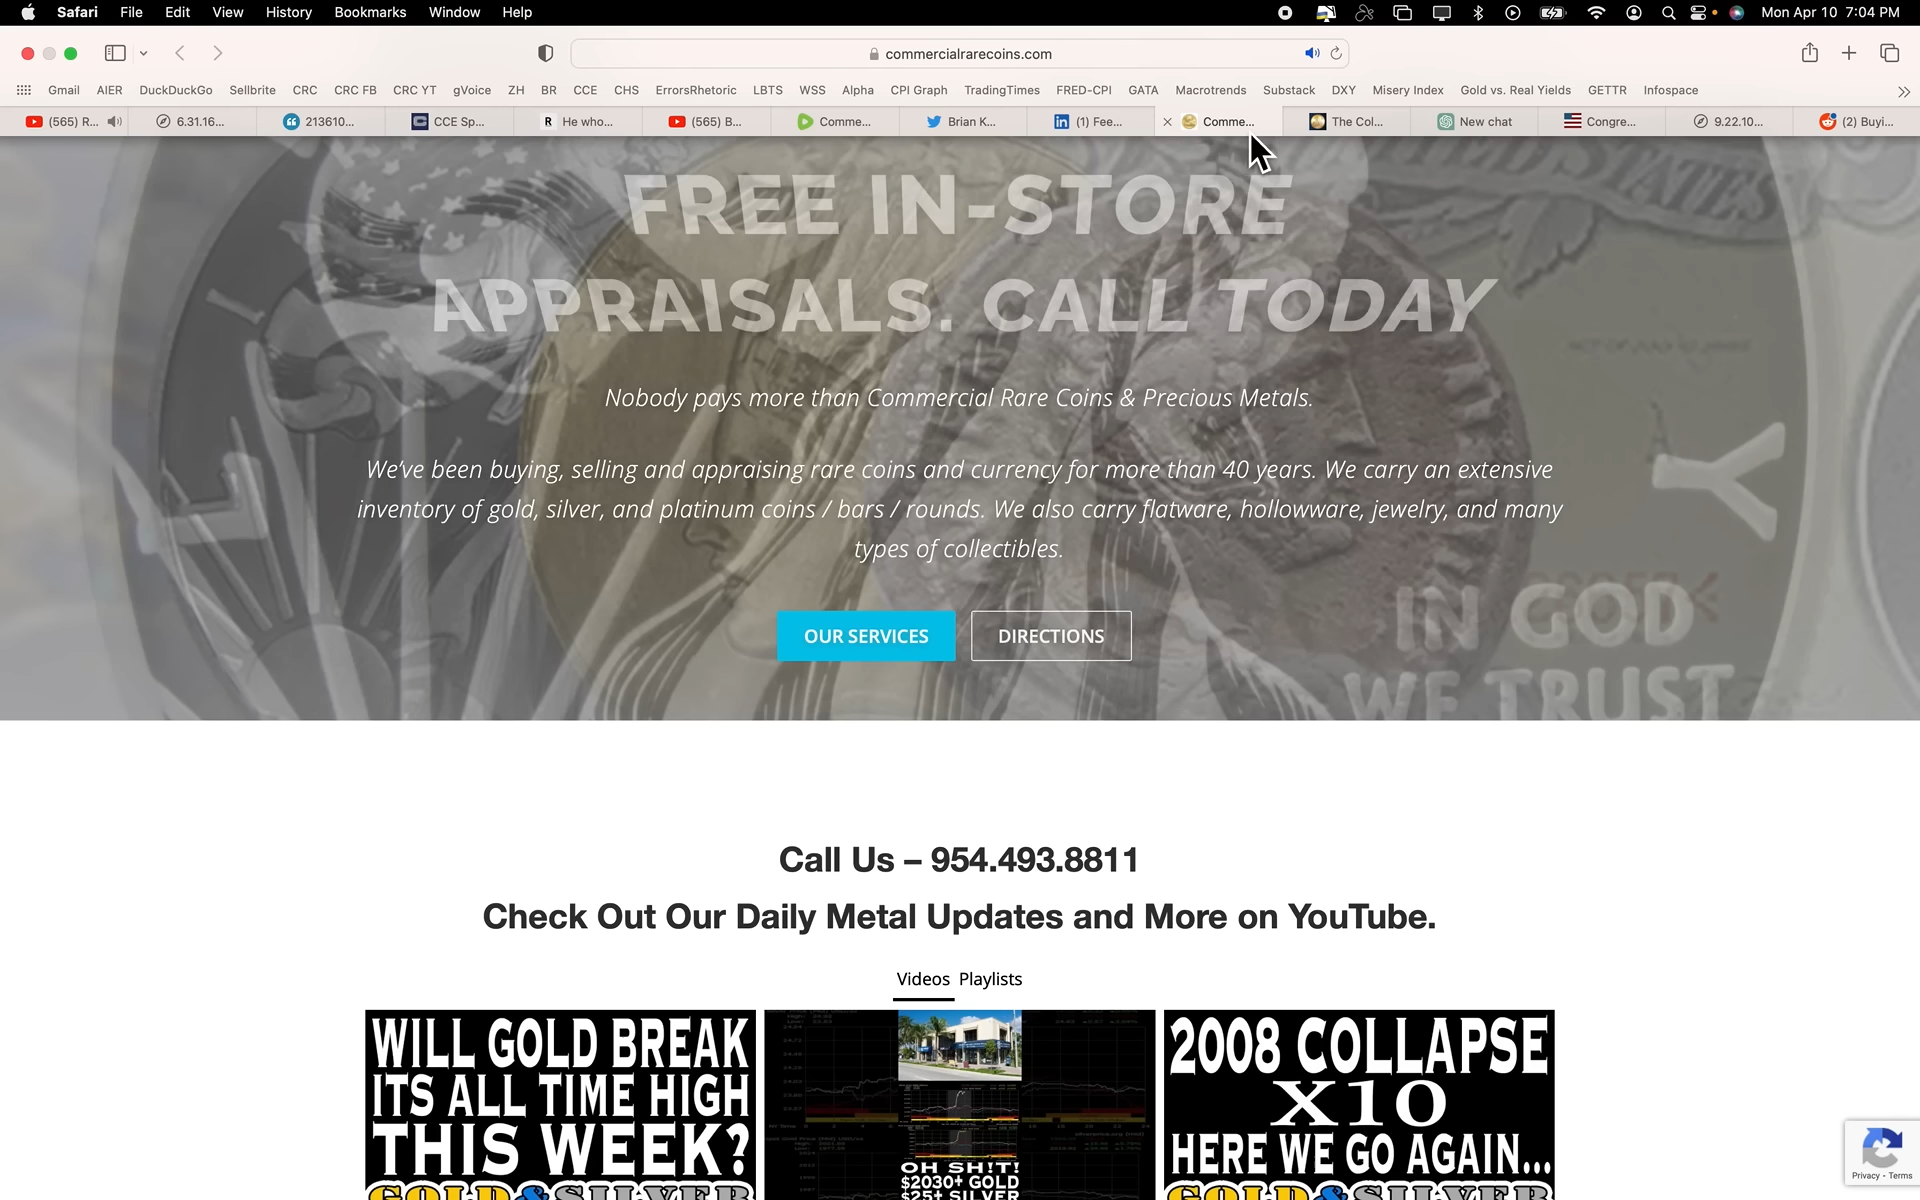 Safari File Edit View History Bookmarks Window Help Mon Apr 10 7:04 PM
commercialrarecoins.com
Gmail AIER DuckDuckGo Sellbrite CRC CRC FB CRC YT gVoice ZH BR CCE CHS ErrorsRhetoric LBTS WSS Alpha CPI Graph TradingTimes FRED-CPI GATA Macrotrends Substack DXY Misery Index Gold vs. Real Yields GETTR Infospace
(565) R... 6.31.16... 213610... CCE Sp... He who... (565) B... Comme... Brian K... (1) Fee... Comme... The Col... New chat Congre... 9.22.10... (2) Buyi...
FREE IN-STORE
APPRAISALS. CALL TODAY
Nobody pays more than Commercial Rare Coins & Precious Metals.
We've been buying, selling and appraising rare coins and currency for more than 40 years. We carry an extensive
inventory of gold, silver, and platinum coins / bars / rounds. We also carry flatware, hollowware, jewelry, and many
types of collectibles.
IN GOD
WE TRUST
OUR SERVICES DIRECTIONS
Call Us – 954.493.8811
Check Out Our Daily Metal Updates and More on YouTube.
Videos Playlists
WILL GOLD BREAK
ITS ALL TIME HIGH
THIS WEEK?
GOLD & SILVER
OH SH!T!
$2030+ GOLD
$25+ SILVER
2008 COLLAPSE
X10
HERE WE GO AGAIN...
GOLD & SILVER
Privacy - Terms